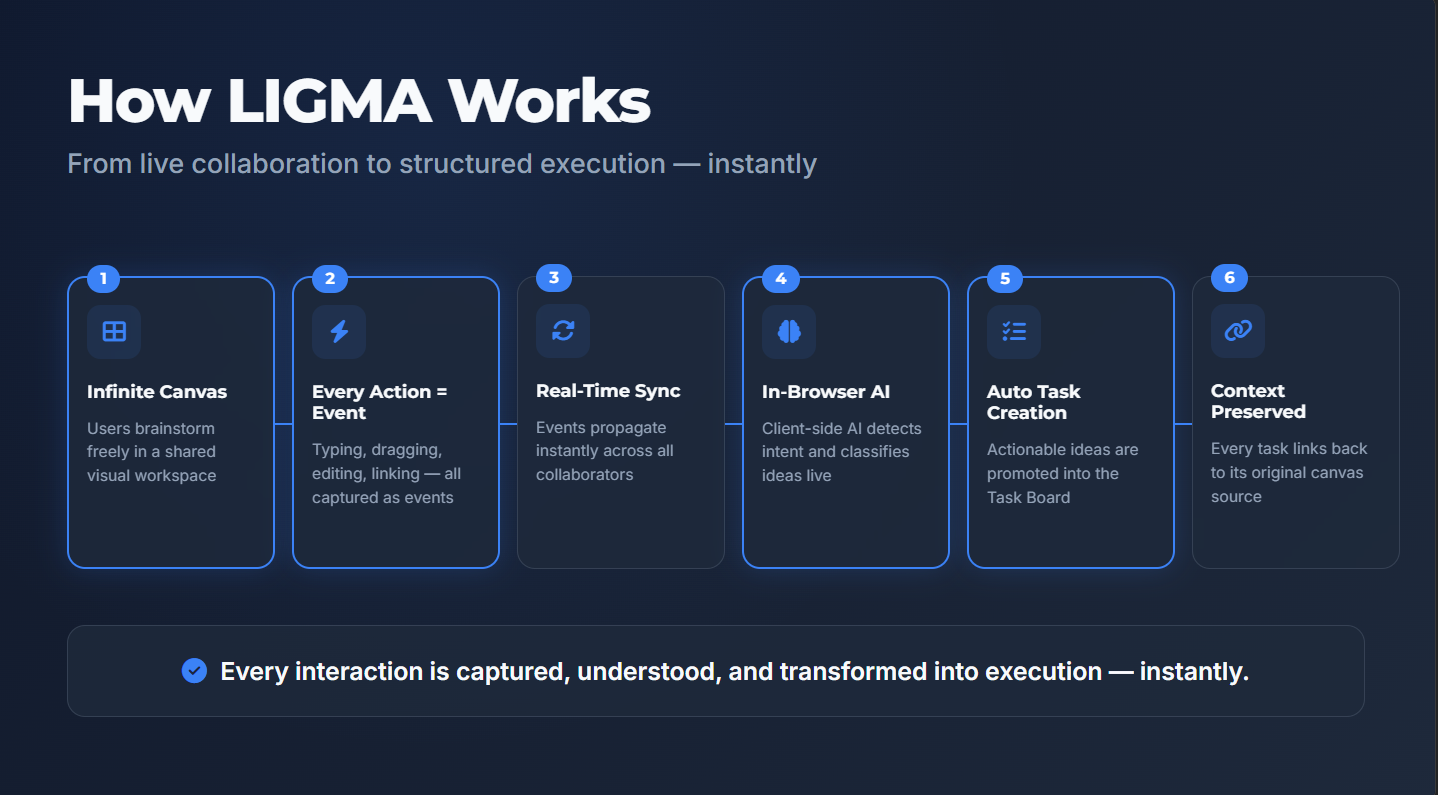 How LIGMA Works
From live collaboration to structured execution — instantly
1
Infinite Canvas
Users brainstorm
freely in a shared
visual workspace
2
Every Action =
Event
Typing, dragging,
editing, linking — all
captured as events
3
Real-Time Sync
Events propagate
instantly across all
collaborators
4
In-Browser AI
Client-side AI detects
intent and classifies
ideas live
5
Auto Task
Creation
Actionable ideas are
promoted into the
Task Board
6
Context
Preserved
Every task links back
to its original canvas
source
Every interaction is captured, understood, and transformed into execution — instantly.